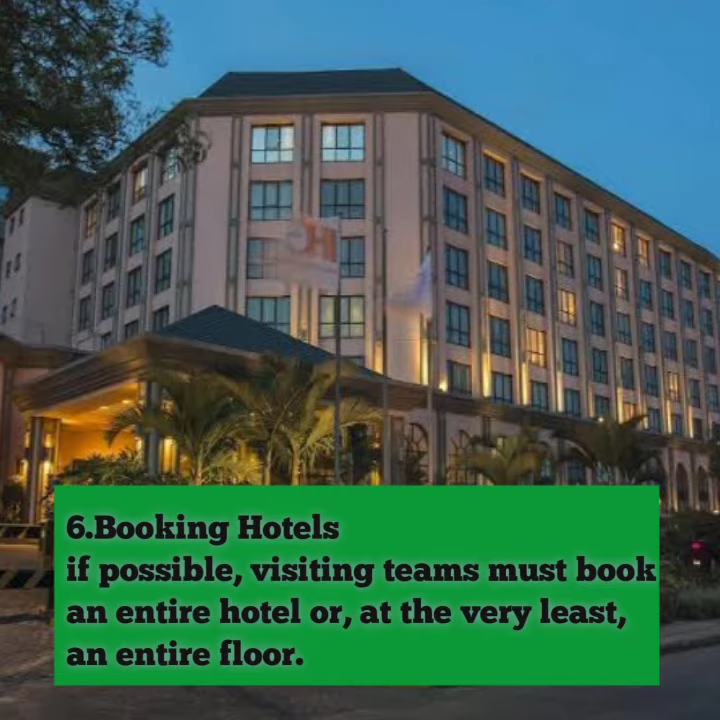 6.Booking Hotels
if possible, visiting teams must book
an entire hotel or, at the very least,
an entire floor.